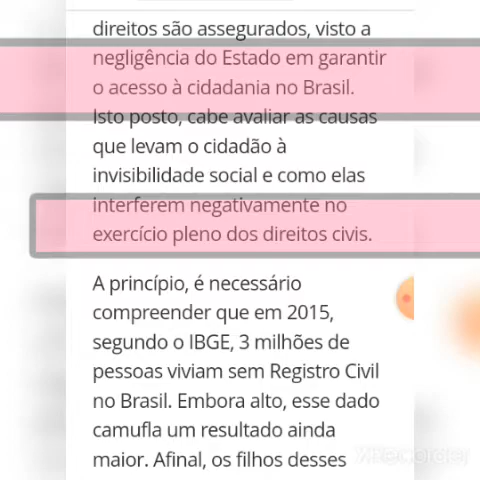 direitos são assegurados, visto a
negligência do Estado em garantir
o acesso à cidadania no Brasil.
Isto posto, cabe avaliar as causas
que levam o cidadão à
invisibilidade social e como elas
interferem negativamente no
exercício pleno dos direitos civis.
A princípio, é necessário
compreender que em 2015,
segundo o IBGE, 3 milhões de
pessoas viviam sem Registro Civil
no Brasil. Embora alto, esse dado
camufla um resultado ainda
maior. Afinal, os filhos desses